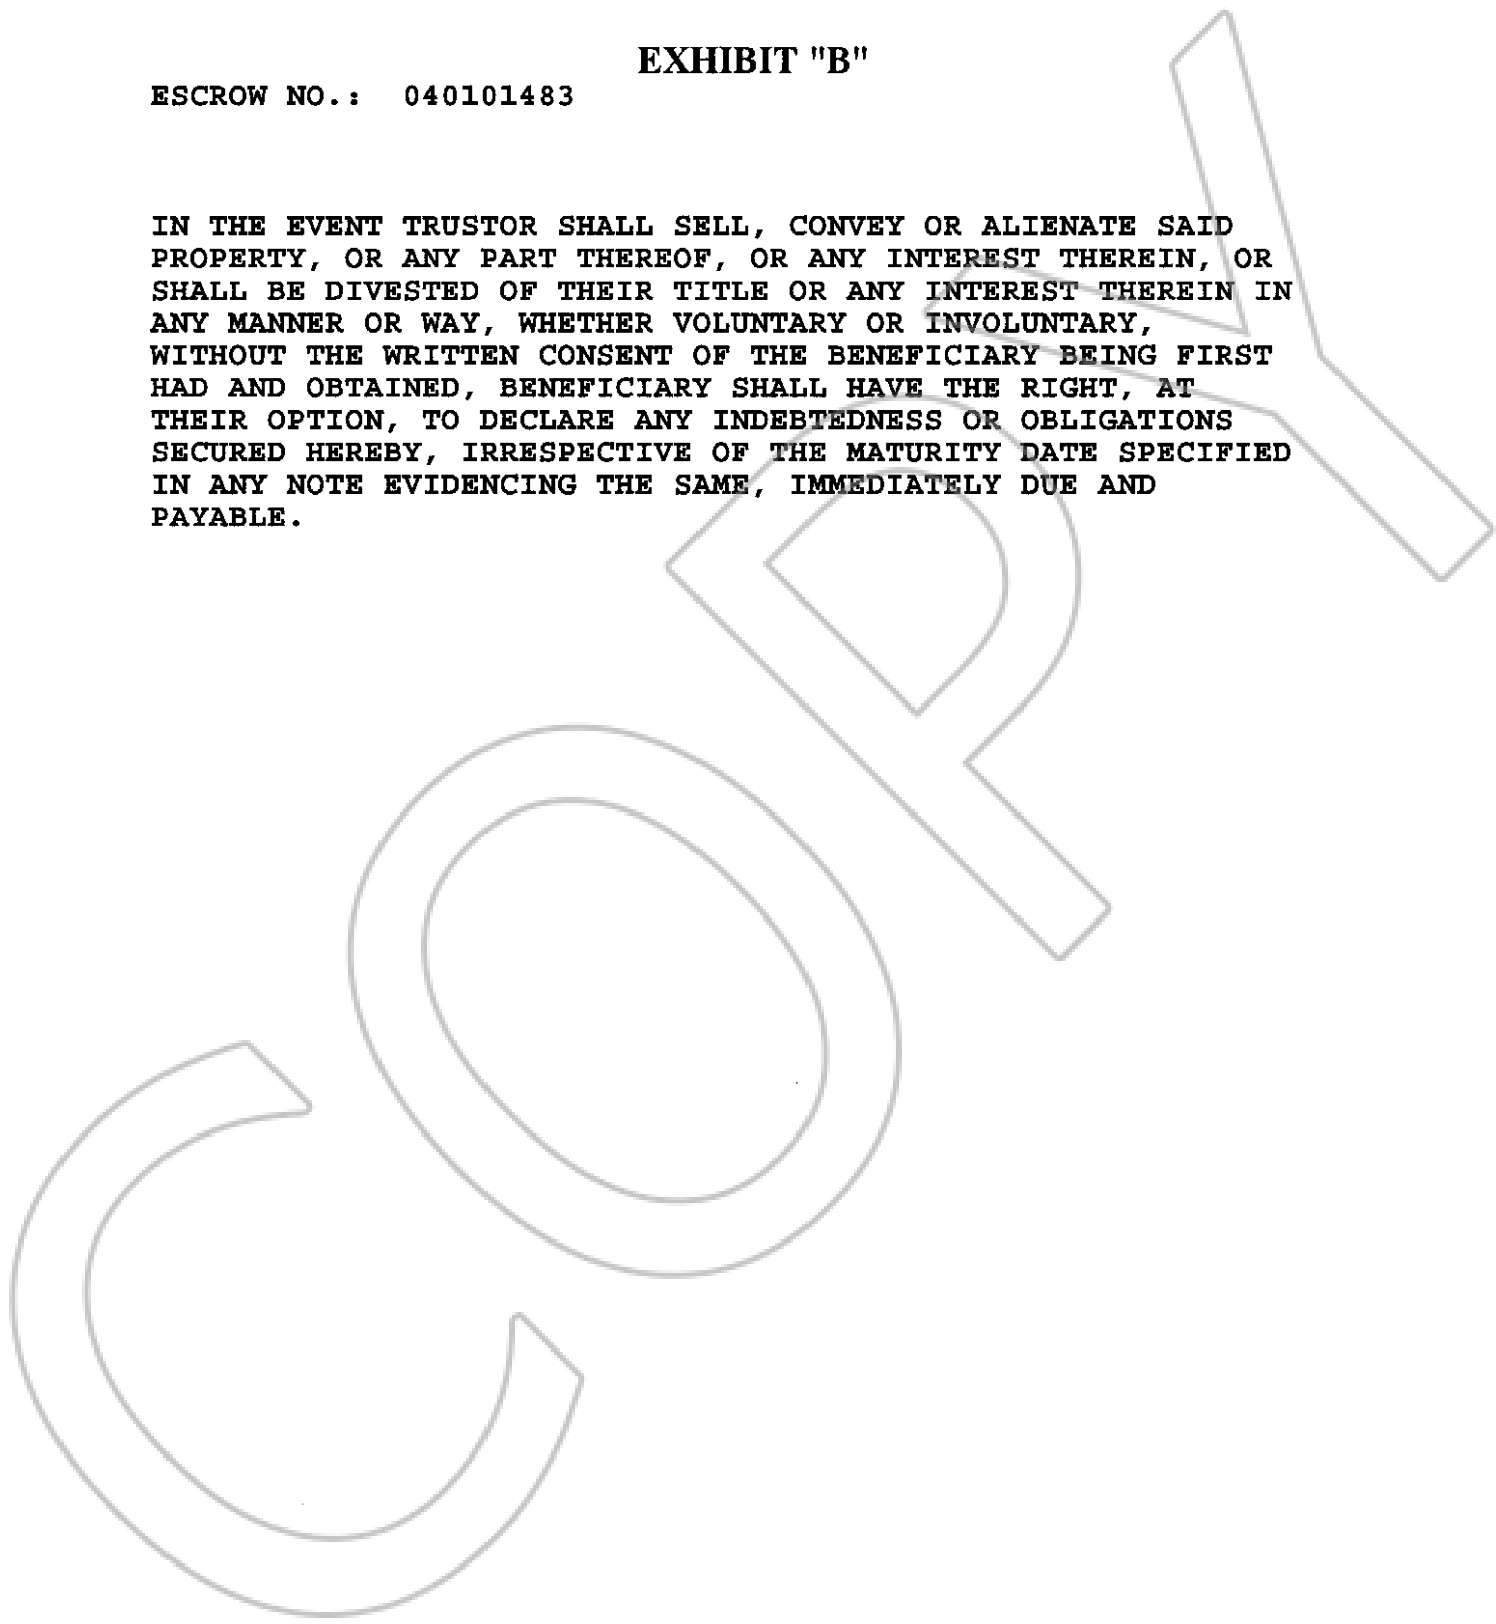 EXHIBIT "B"
ESCROW NO.: 040101483
IN THE EVENT TRUSTOR SHALL SELL, CONVEY OR ALIENATE SAID
PROPERTY, OR ANY PART THEREOF, OR ANY INTEREST THEREIN, OR
SHALL BE DIVESTED OF THEIR TITLE OR ANY INTEREST THEREIN IN
ANY MANNER OR WAY, WHETHER VOLUNTARY OR INVOLUNTARY,
WITHOUT THE WRITTEN CONSENT OF THE BENEFICIARY BEING FIRST
HAD AND OBTAINED, BENEFICIARY SHALL HAVE THE RIGHT, AT
THEIR OPTION, TO DECLARE ANY INDEBTEDNESS OR OBLIGATIONS
SECURED HEREBY, IRRESPECTIVE OF THE MATURITY DATE SPECIFIED
IN ANY NOTE EVIDENCING THE SAME, IMMEDIATELY DUE AND
PAYABLE.
COPY